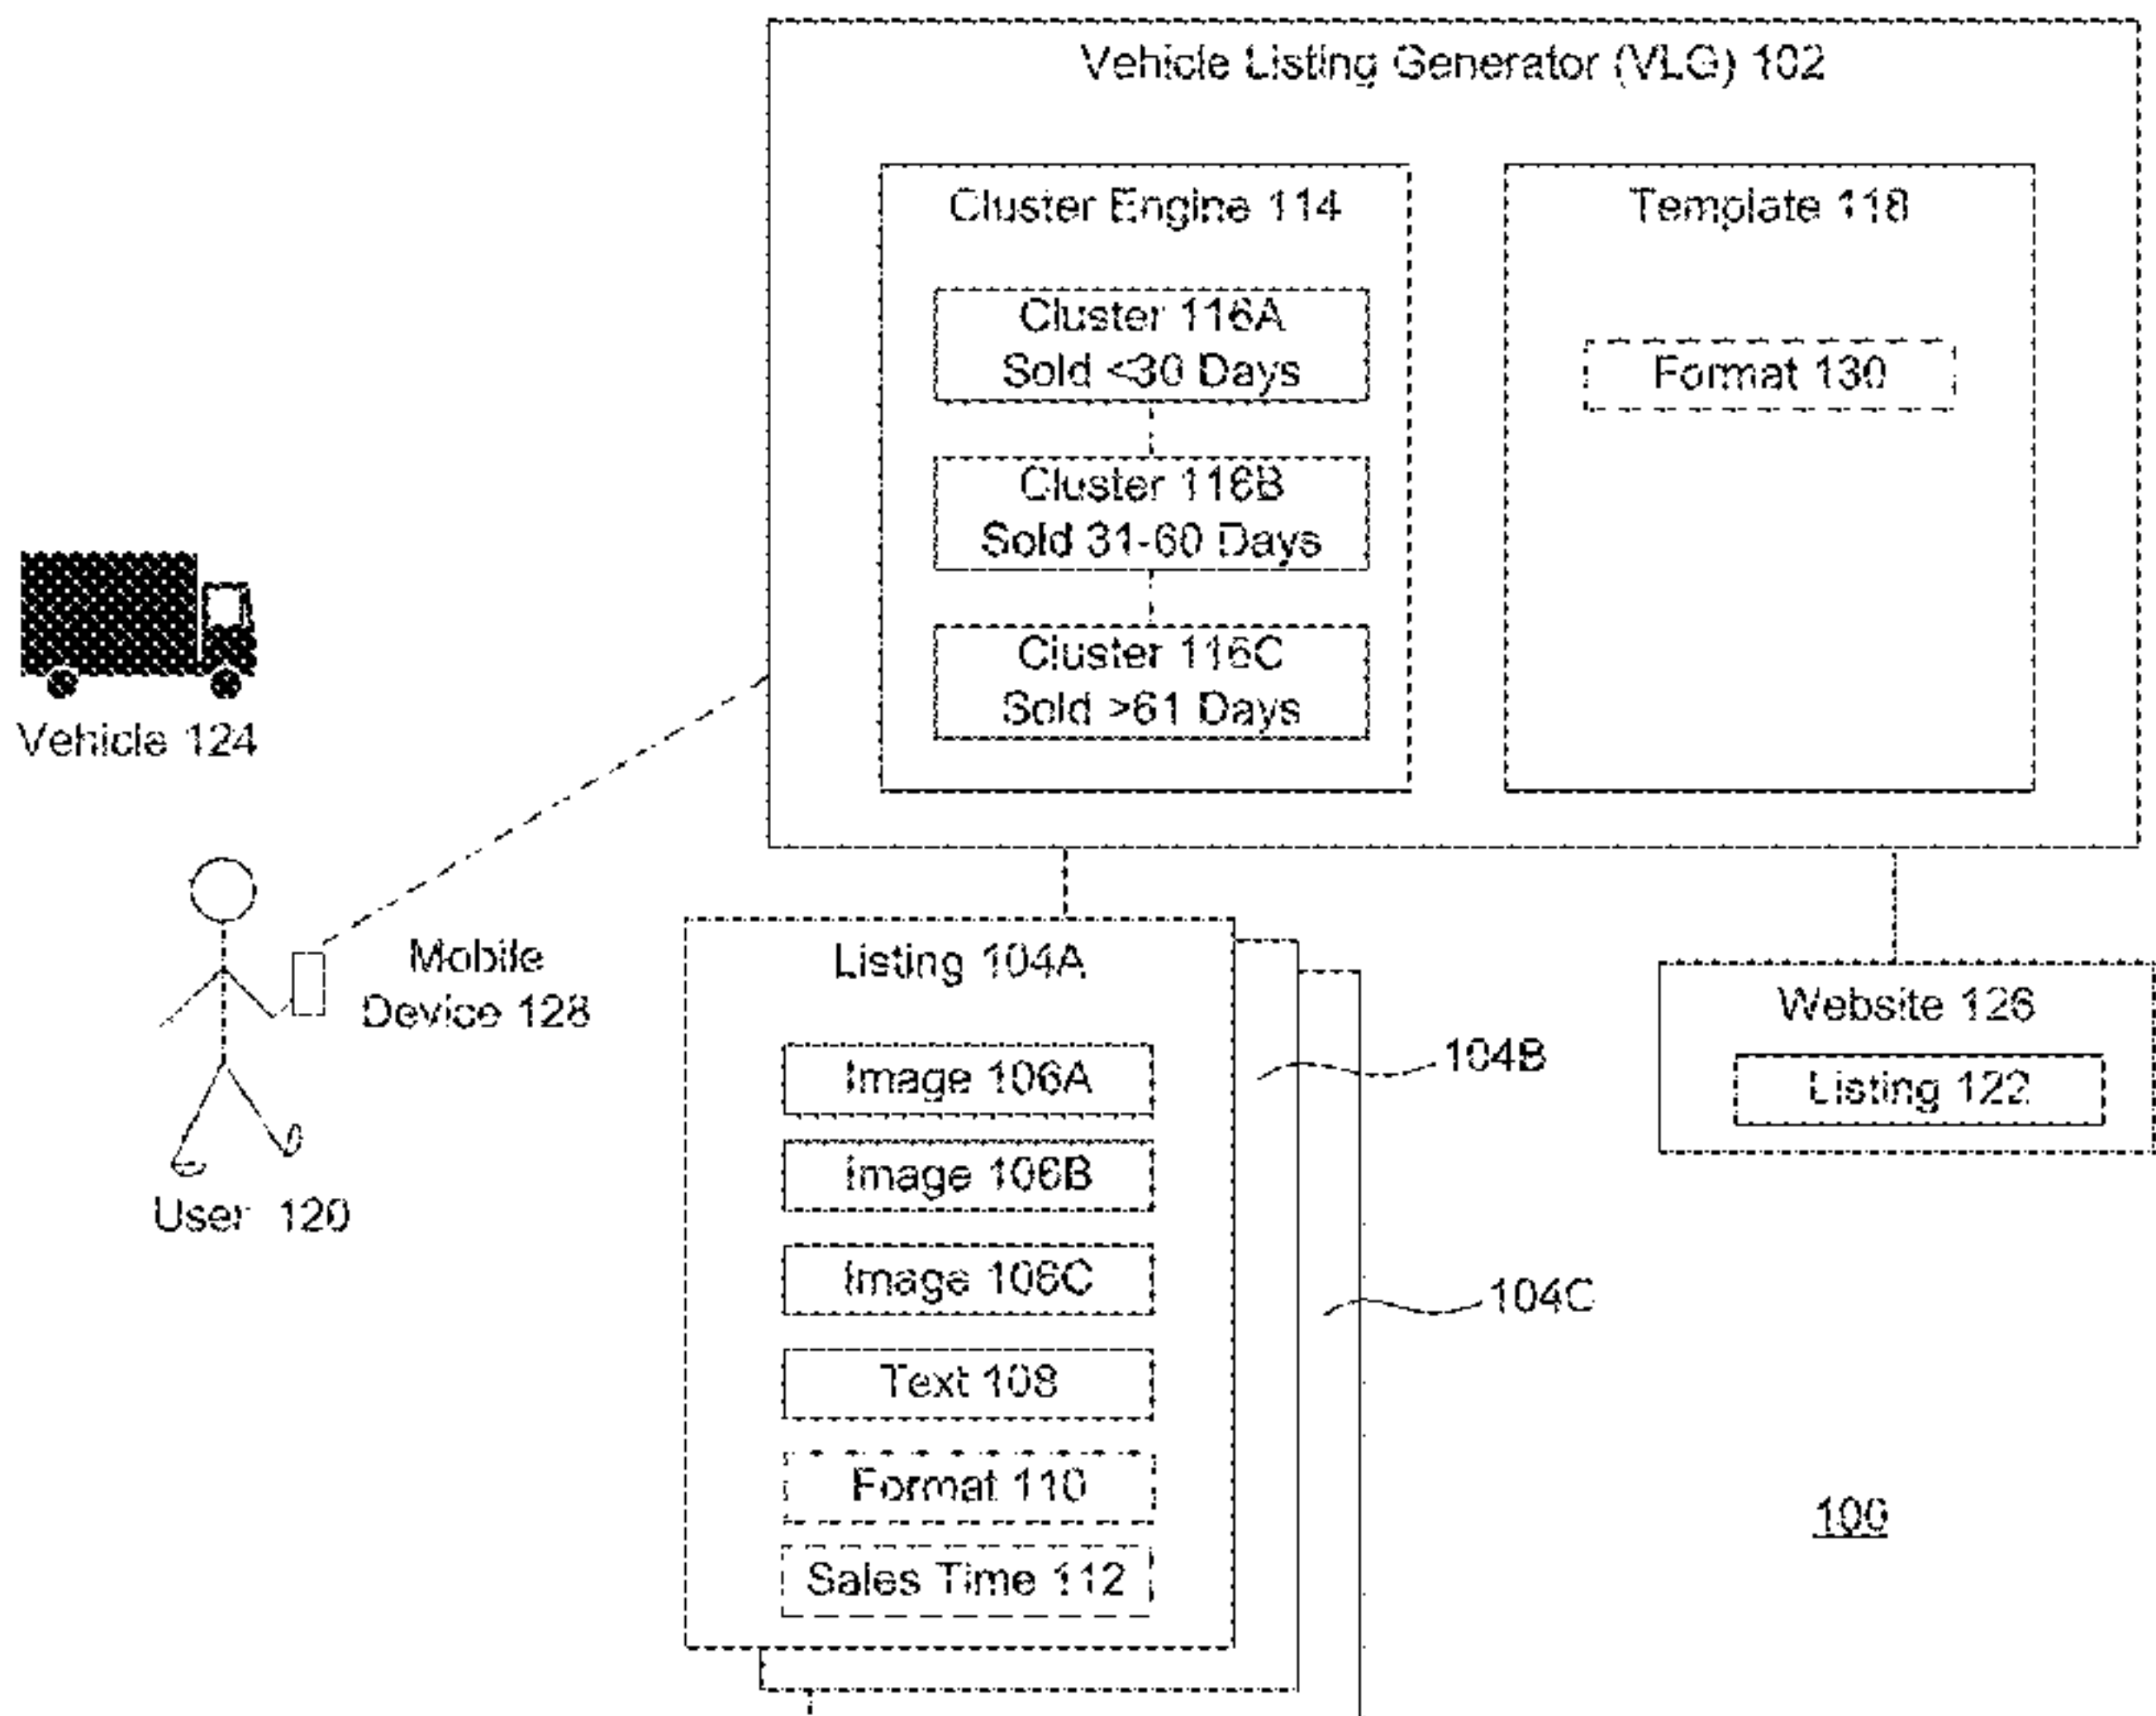 Vehicle Listing Generator (VLG) 102
Cluster Engine 114
Template 118
Cluster 116A
Sold <30 Days
Format 130
Cluster 116B
Sold 31-60 Days
Cluster 116C
Sold >61 Days
Vehicle 124
Mobile
Device 128
User 120
Listing 104A
Image 106A
Image 106B
Image 106C
Text 108
Format 110
Sales Time 112
104B
104C
Website 126
Listing 122
100